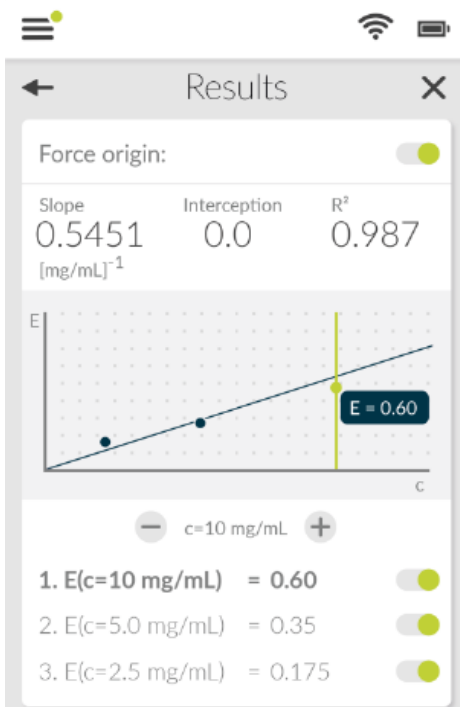 Results
Force origin:
Slope Interception R²
0.5451 0.0 0.987
[mg/mL]⁻¹
E
E = 0.60
c
c=10 mg/mL
1. E(c=10 mg/mL) = 0.60
2. E(c=5.0 mg/mL) = 0.35
3. E(c=2.5 mg/mL) = 0.175